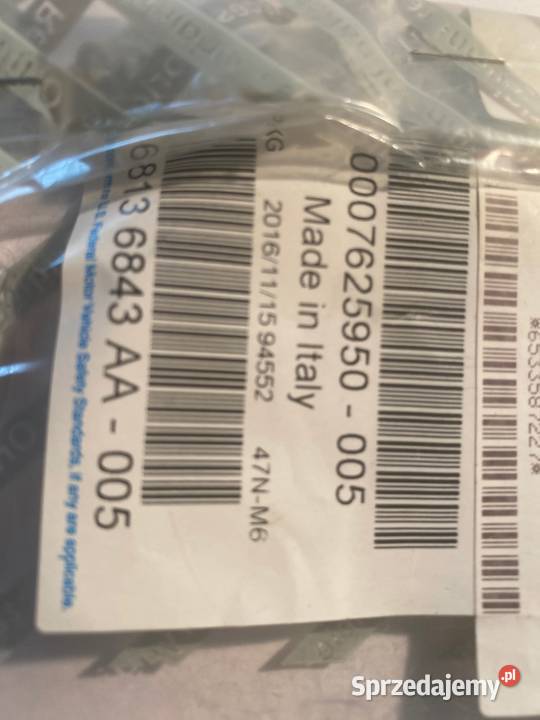 0007625950 - 005
Made in Italy
2016/11/15 94552 47N-M6
6813 6843 AA - 005
Federal Motor Vehicle Safety Standards, if any are applicable.
*653358722?*
Sprzedajemy.pl